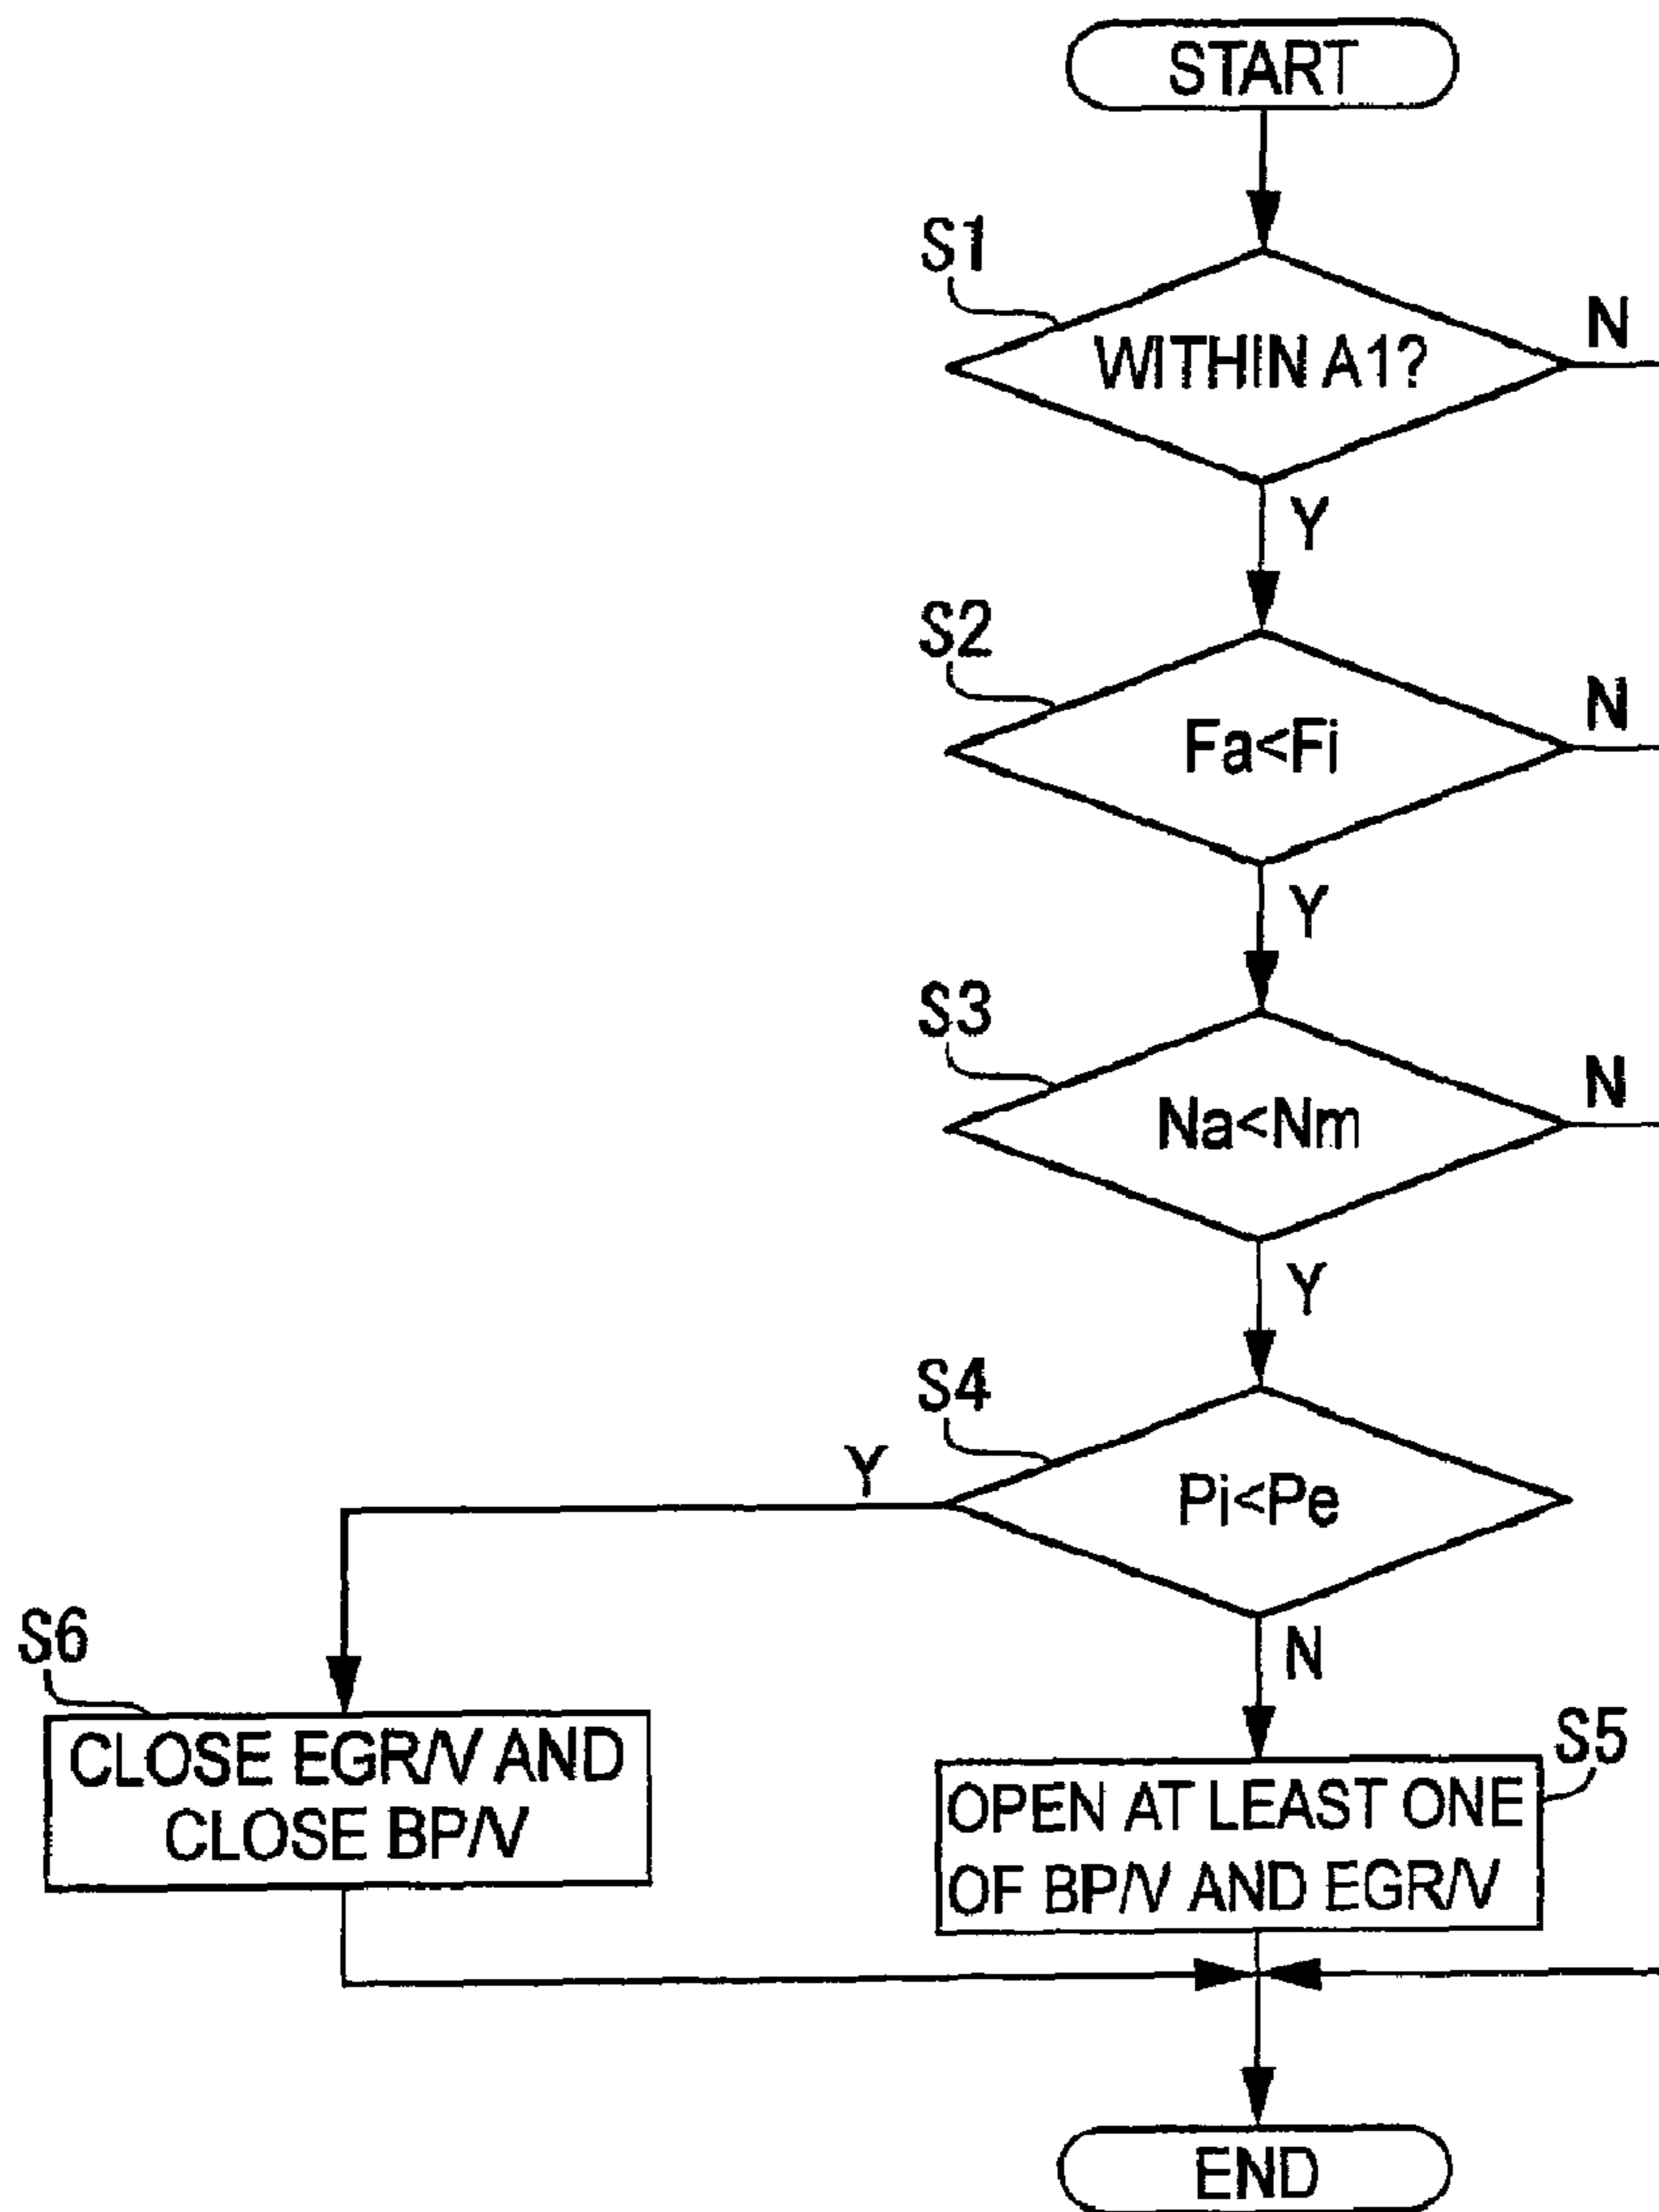 START
S1
WITHIN A1?
N
Y
S2
Fa<Fi
N
Y
S3
Na<Nm
N
Y
S4
Pi<Pe
Y
N
S6
CLOSE EGR/V AND
CLOSE BP/V
S5
OPEN AT LEAST ONE
OF BP/V AND EGR/V
END